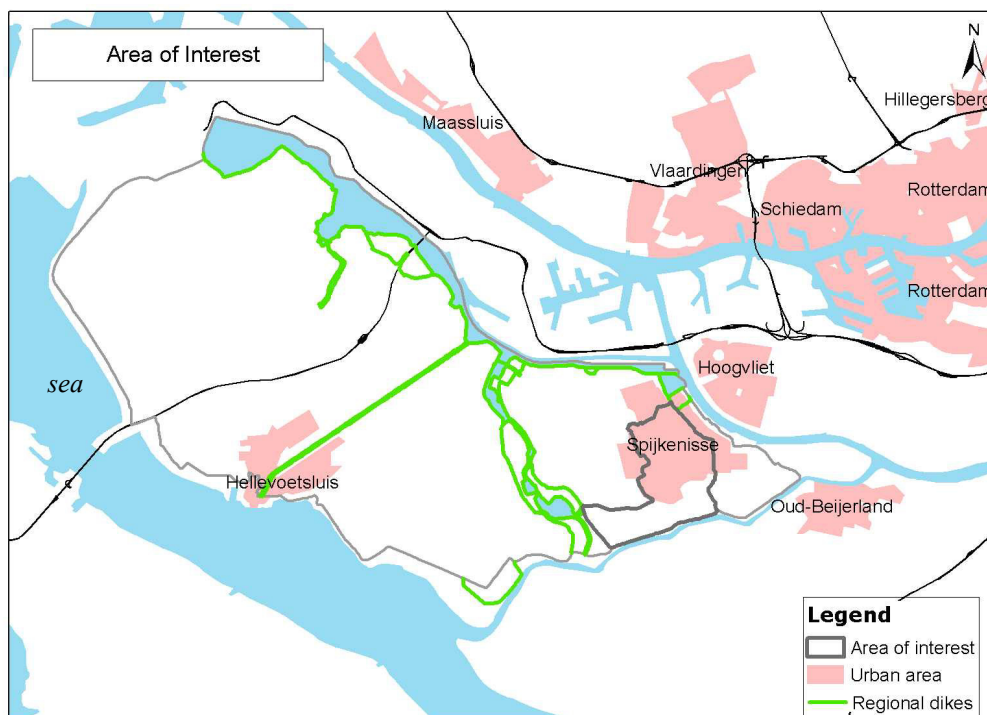 Area of Interest
N
Hillegersberg
Maassluis
Vlaardingen
Rotterdam
Schiedam
Rotterdam
Hoogvliet
sea
Spijkenisse
Hellevoetsluis
Oud-Beijerland
Legend
Area of interest
Urban area
Regional dikes